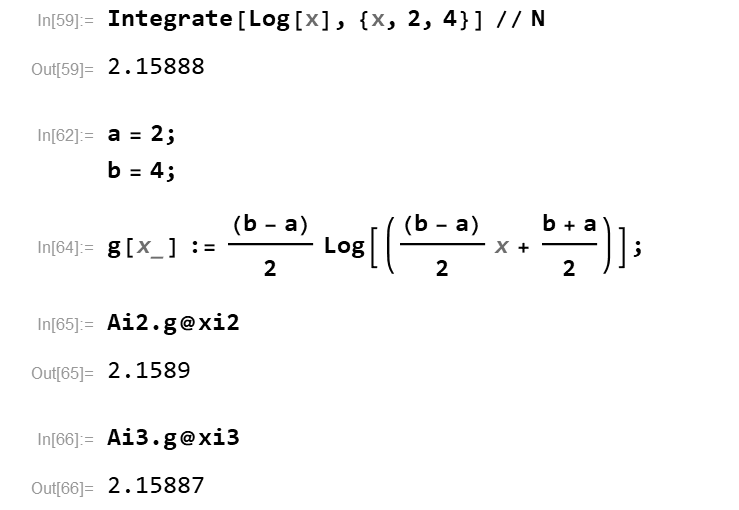 In[59]:= Integrate[Log[x], {x, 2, 4}] // N
Out[59]= 2.15888
In[62]:= a = 2;
b = 4;
In[64]:= g[x_] := (b - a)/2 Log[((b - a)/2 x + (b + a)/2)];
In[65]:= Ai2.g@xi2
Out[65]= 2.1589
In[66]:= Ai3.g@xi3
Out[66]= 2.15887